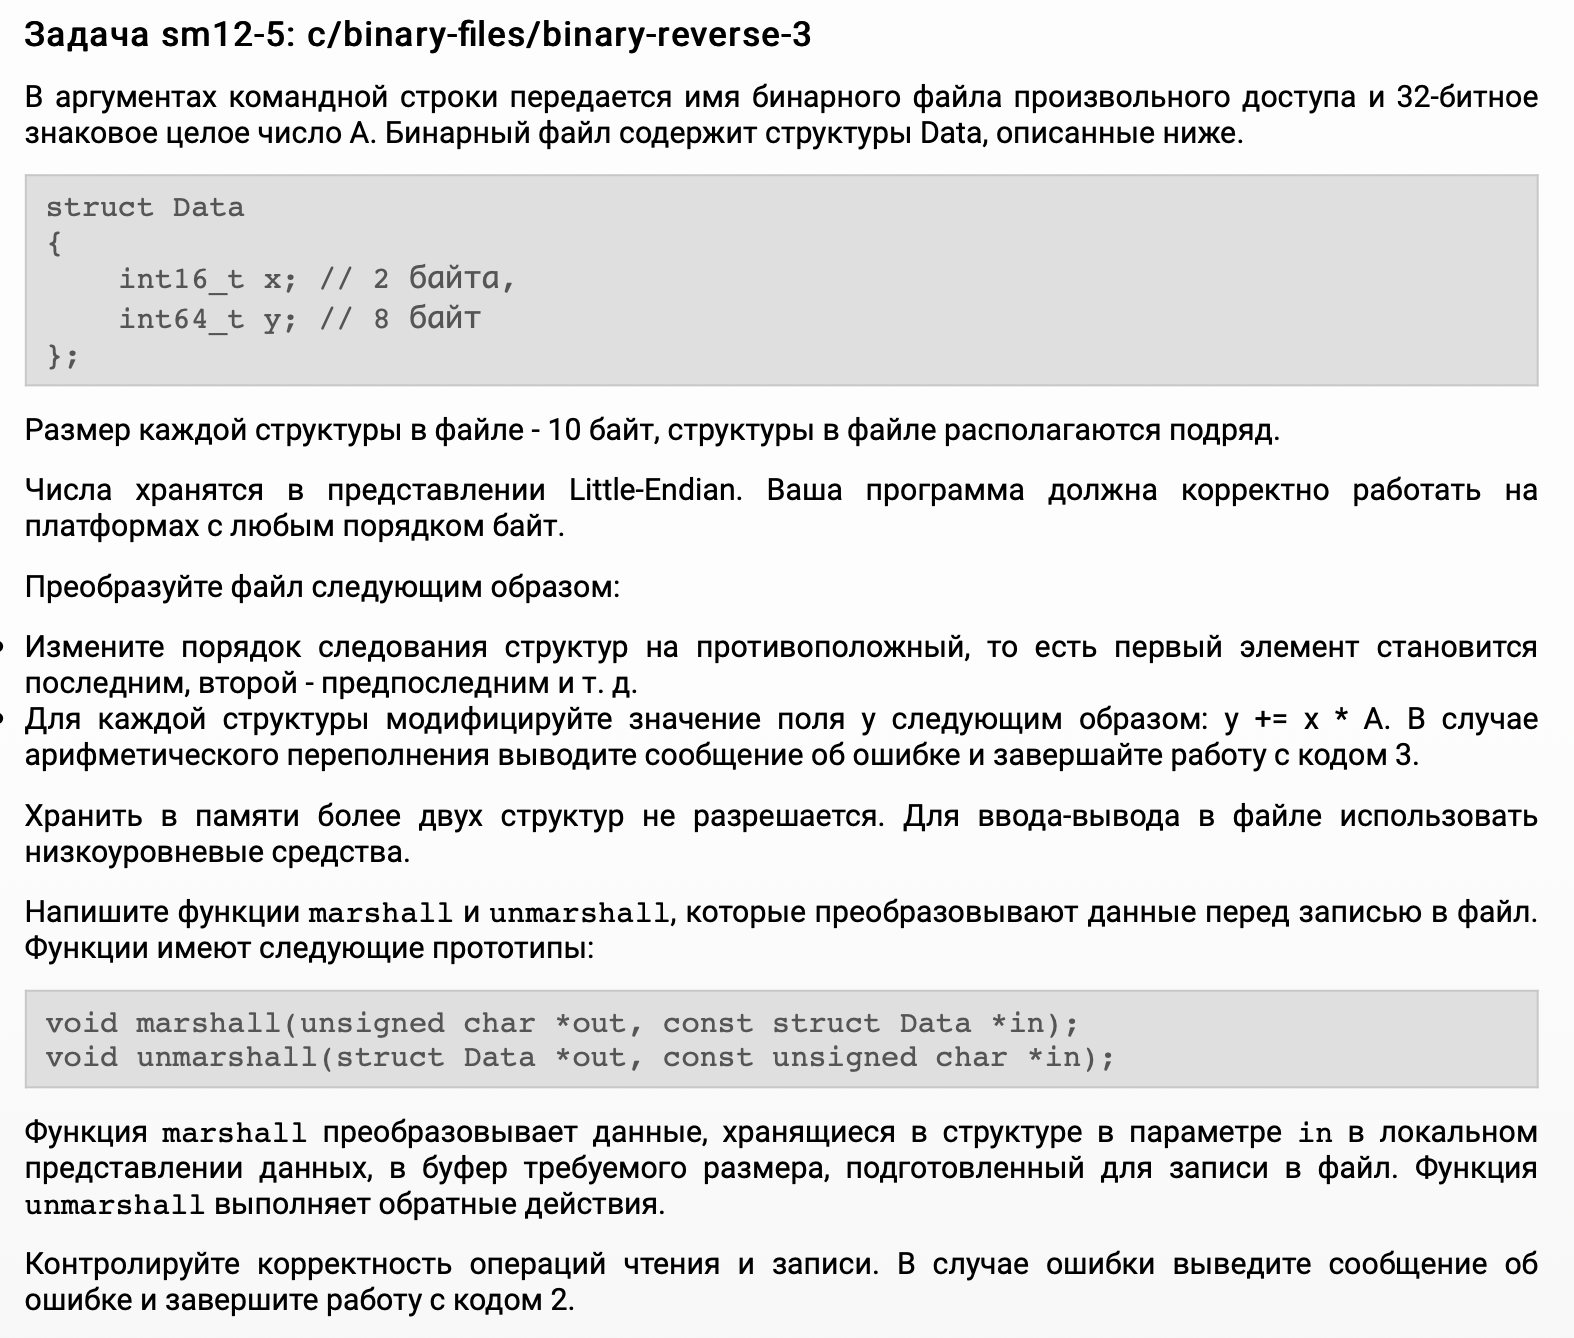 Задача sm12-5: c/binary-files/binary-reverse-3
В аргументах командной строки передается имя бинарного файла произвольного доступа и 32-битное
знаковое целое число A. Бинарный файл содержит структуры Data, описанные ниже.
struct Data
{
    int16_t x; // 2 байта,
    int64_t y; // 8 байт
};
Размер каждой структуры в файле - 10 байт, структуры в файле располагаются подряд.
Числа хранятся в представлении Little-Endian. Ваша программа должна корректно работать на
платформах с любым порядком байт.
Преобразуйте файл следующим образом:
Измените порядок следования структур на противоположный, то есть первый элемент становится
последним, второй - предпоследним и т. д.
Для каждой структуры модифицируйте значение поля y следующим образом: y += x * A. В случае
арифметического переполнения выводите сообщение об ошибке и завершайте работу с кодом 3.
Хранить в памяти более двух структур не разрешается. Для ввода-вывода в файле использовать
низкоуровневые средства.
Напишите функции marshall и unmarshall, которые преобразовывают данные перед записью в файл.
Функции имеют следующие прототипы:
void marshall(unsigned char *out, const struct Data *in);
void unmarshall(struct Data *out, const unsigned char *in);
Функция marshall преобразовывает данные, хранящиеся в структуре в параметре in в локальном
представлении данных, в буфер требуемого размера, подготовленный для записи в файл. Функция
unmarshall выполняет обратные действия.
Контролируйте корректность операций чтения и записи. В случае ошибки выведите сообщение об
ошибке и завершите работу с кодом 2.